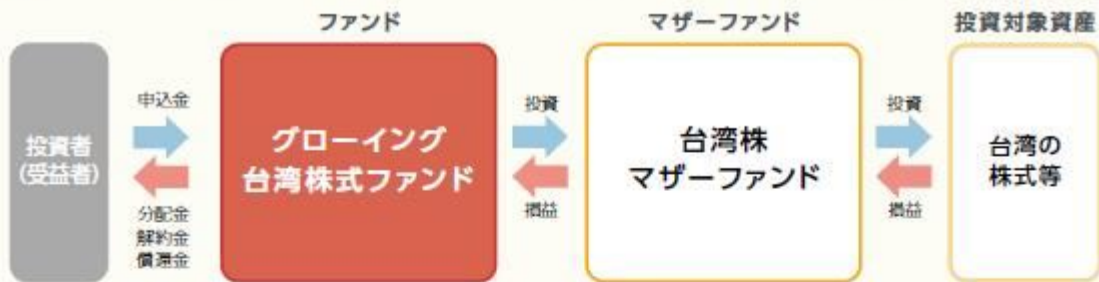 ファンド
マザーファンド
投資対象資産
投資者
(受益者)
申込金
分配金
解約金
償還金
グローイング
台湾株式ファンド
投資
損益
台湾株
マザーファンド
投資
損益
台湾の
株式等